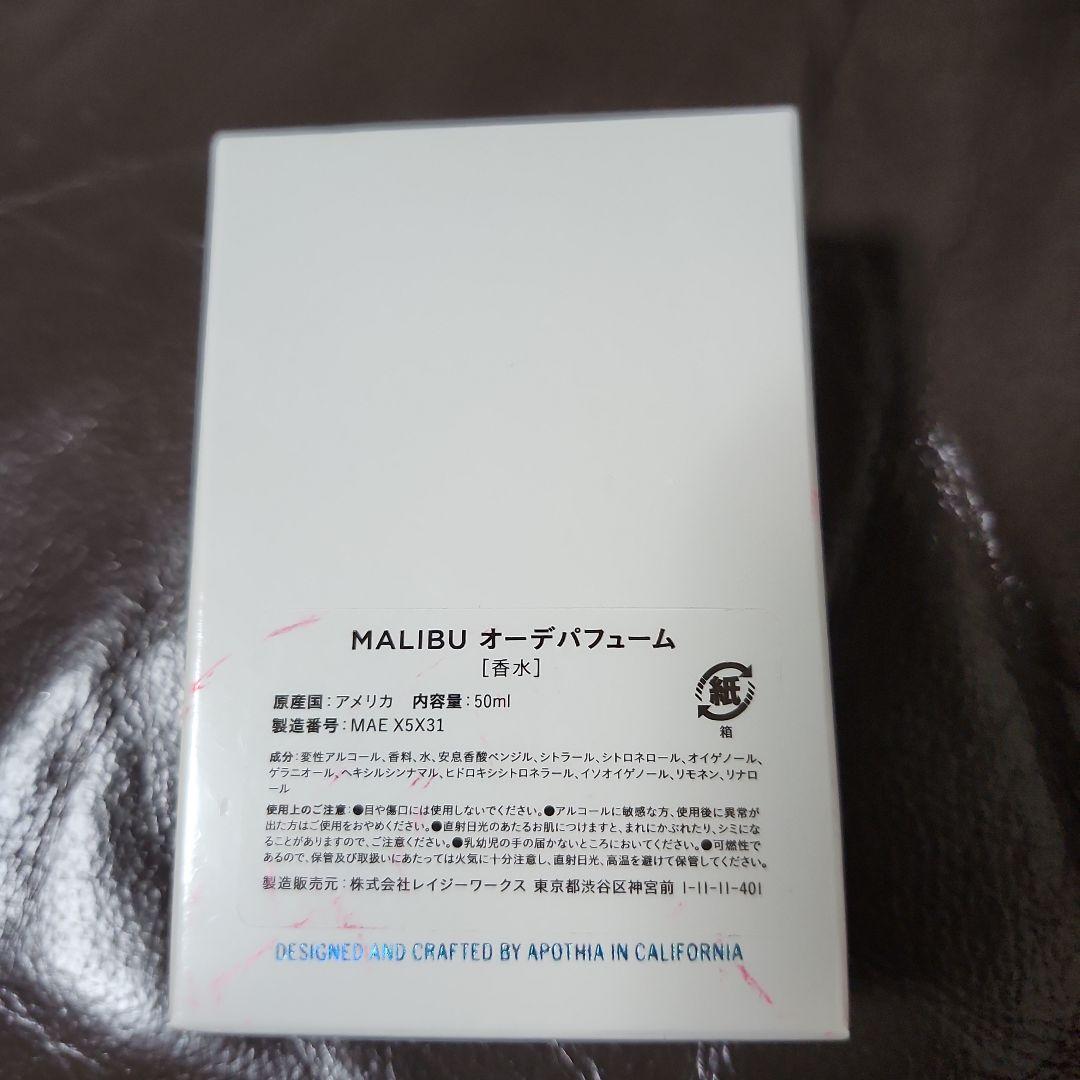 MALIBU オーデパフューム
[香水]
原産国：アメリカ 内容量：50ml
製造番号：MAE X5X31
紙
箱
成分：変性アルコール、香料、水、安息香酸ベンジル、シトラール、シトロネロール、オイゲノール、
ゲラニオール、ヘキシルシンナマル、ヒドロキシシトロネラール、イソオイゲノール、リモネン、リナロ
ール
使用上のご注意：●目や傷口には使用しないでください。●アルコールに敏感な方、使用後に異常が
出た方はご使用をおやめください。●直射日光のあたるお肌につけますと、まれにかぶれたり、シミにな
ることがありますので、ご注意ください。●乳幼児の手の届かないところにおいてください。●可燃性で
あるので、保管及び取扱いにあたっては火気に十分注意し、直射日光、高温を避けて保管してください。
製造販売元：株式会社レイジーワークス 東京都渋谷区神宮前 1-11-11-401
DESIGNED AND CRAFTED BY APOTHIA IN CALIFORNIA